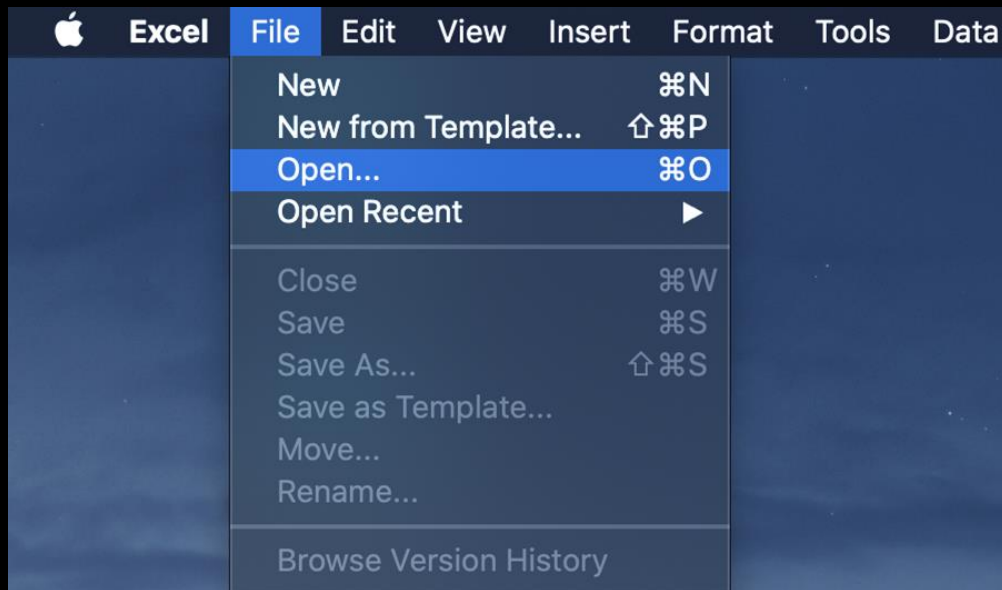 Excel File Edit View Insert Format Tools Data
New ⌘N
New from Template... ⇧⌘P
Open... ⌘O
Open Recent ▶
Close ⌘W
Save ⌘S
Save As... ⇧⌘S
Save as Template...
Move...
Rename...
Browse Version History